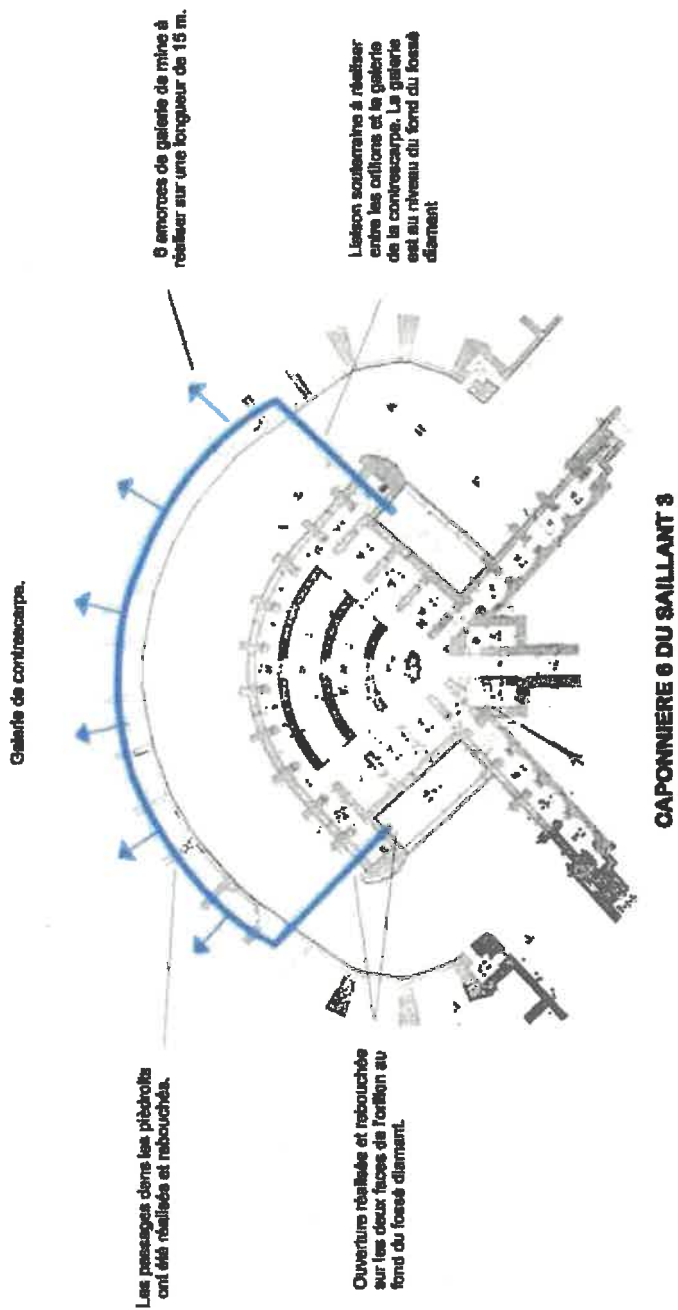 Galerie de contrescarpe.
6 amorces de galerie de mine à
réaliser sur une longueur de 15 m.
Les passages dans les piédroits
ont été réalisés et rebouchés.
Liaison souterraine à réaliser
entre les orillons et la galerie
de la contrescarpe. La galerie
est au niveau du fond du fossé
diamant
Ouverture réalisée et rebouchée
sur les deux faces de l'orillon au
fond du fossé diamant.
CAPONNIERE 6 DU SAILLANT 3